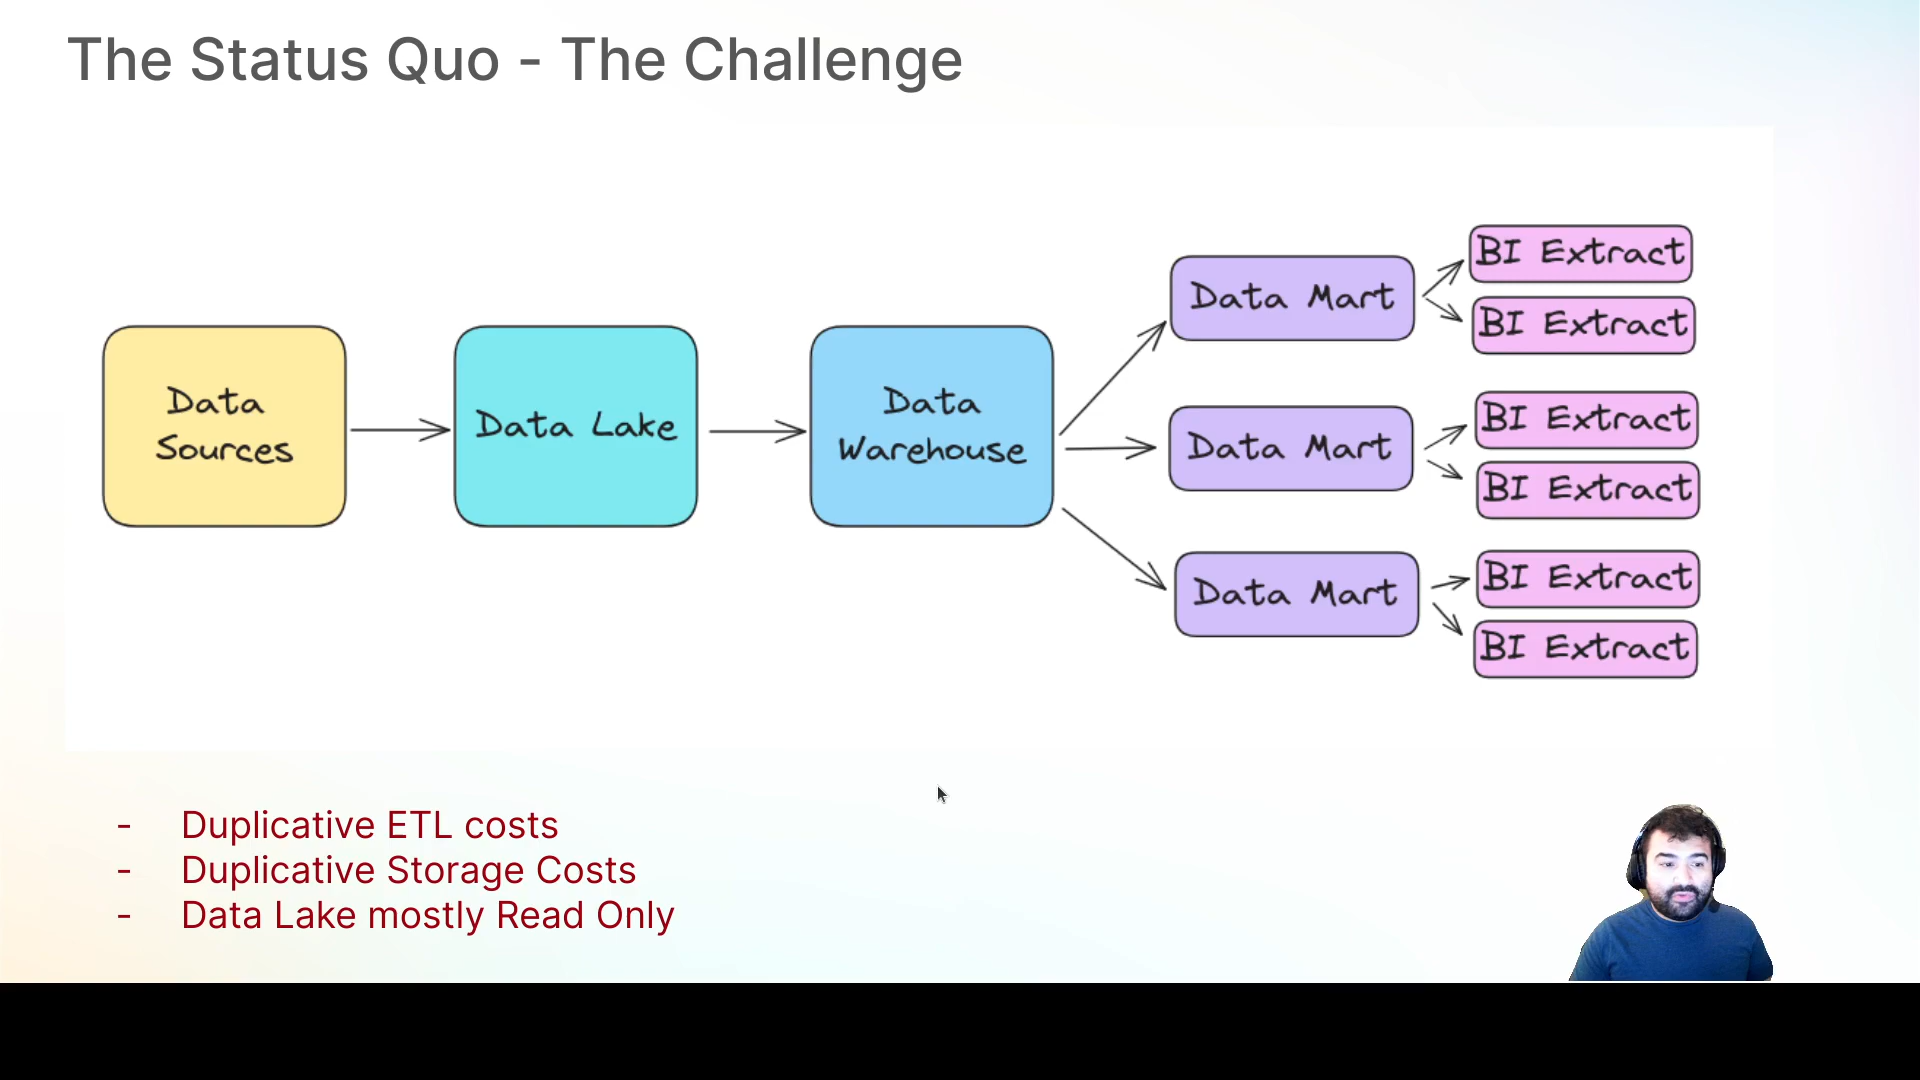 The Status Quo - The Challenge
Data
Sources
Data Lake
Data
Warehouse
Data Mart
BI Extract
BI Extract
Data Mart
BI Extract
BI Extract
Data Mart
BI Extract
BI Extract
- Duplicative ETL costs
- Duplicative Storage Costs
- Data Lake mostly Read Only